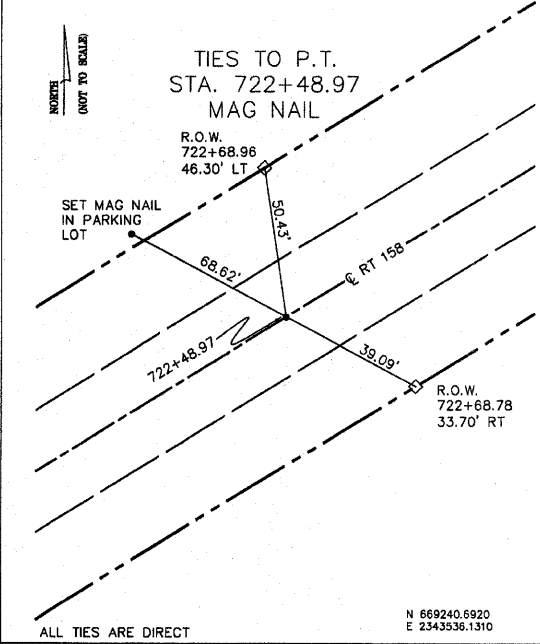 NORTH
(NOT TO SCALE)
TIES TO P.T.
STA. 722+48.97
MAG NAIL
R.O.W.
722+68.96
46.30' LT
SET MAG NAIL
IN PARKING
LOT
50.43'
68.62'
℄ RT 158
722+48.97
39.09'
R.O.W.
722+68.78
33.70' RT
N 669240.6920
E 2343536.1310
ALL TIES ARE DIRECT